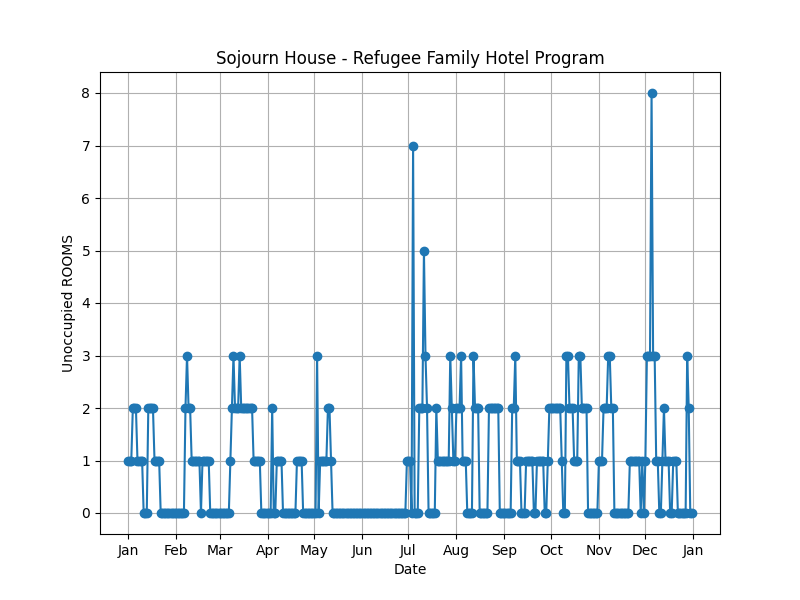 Sojourn House - Refugee Family Hotel Program
Unoccupied ROOMS
8
7
6
5
4
3
2
1
0
Jan Feb Mar Apr May Jun Jul Aug Sep Oct Nov Dec Jan
Date